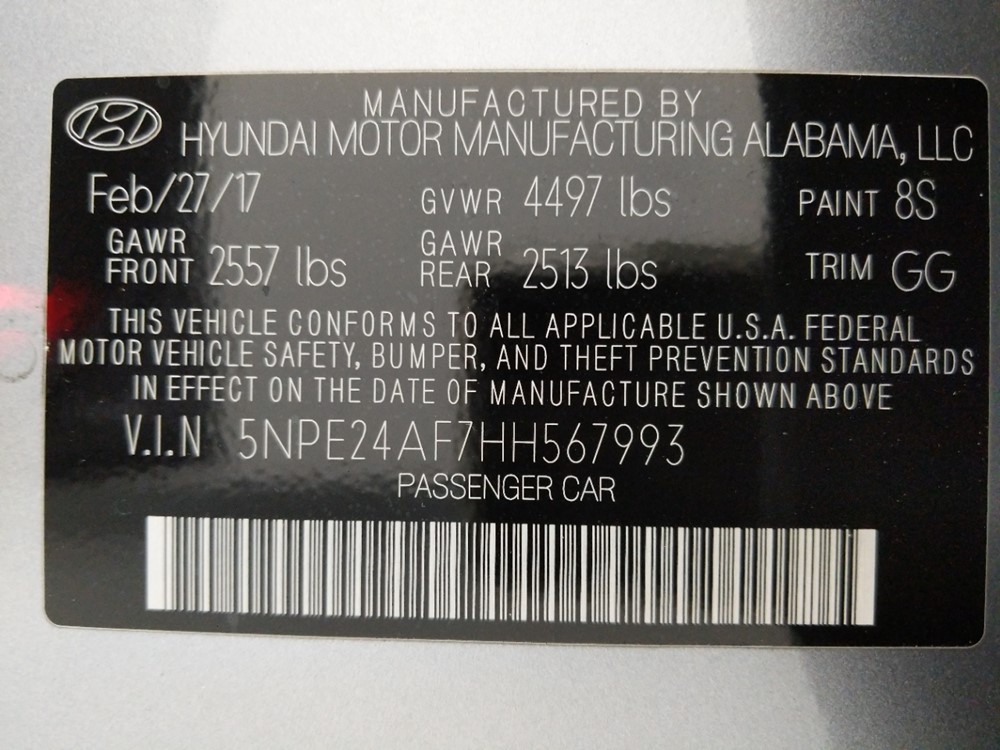 MANUFACTURED BY
HYUNDAI MOTOR MANUFACTURING ALABAMA, LLC
Feb/27/17 GVWR 4497 lbs PAINT 8S
GAWR FRONT 2557 lbs GAWR REAR 2513 lbs TRIM GG
THIS VEHICLE CONFORMS TO ALL APPLICABLE U.S.A. FEDERAL
MOTOR VEHICLE SAFETY, BUMPER, AND THEFT PREVENTION STANDARDS
IN EFFECT ON THE DATE OF MANUFACTURE SHOWN ABOVE
V.I.N 5NPE24AF7HH567993
PASSENGER CAR